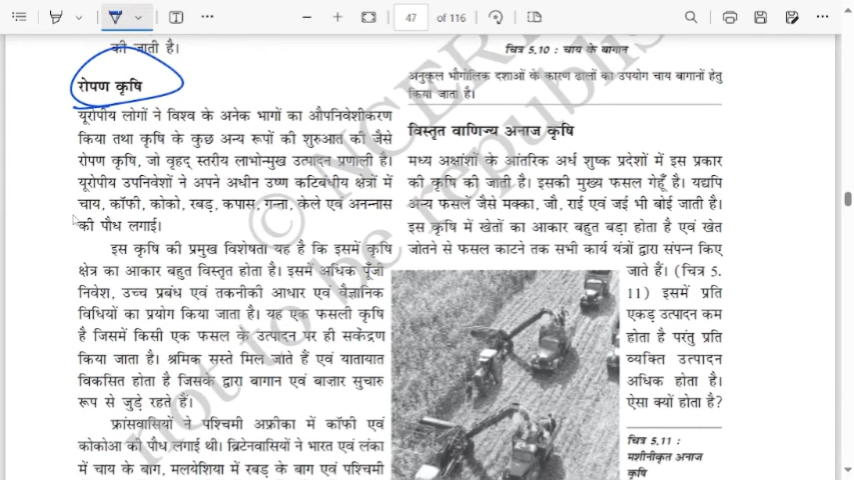 47 of 116
की जाती है।
रोपण कृषि
यूरोपीय लोगों ने विश्व के अनेक भागों का औपनिवेशीकरण
किया तथा कृषि के कुछ अन्य रूपों की शुरुआत की जैसे
रोपण कृषि, जो वृहद् स्तरीय लाभोन्मुख उत्पादन प्रणाली है।
यूरोपीय उपनिवेशों ने अपने अधीन उष्ण कटिबंधीय क्षेत्रों में
चाय, कॉफी, कोको, रबड़, कपास, गन्ना, केले एवं अनन्नास
की पौध लगाई।
इस कृषि की प्रमुख विशेषता यह है कि इसमें कृषि
क्षेत्र का आकार बहुत विस्तृत होता है। इसमें अधिक पूँजी
निवेश, उच्च प्रबंध एवं तकनीकी आधार एवं वैज्ञानिक
विधियों का प्रयोग किया जाता है। यह एक फसली कृषि
है जिसमें किसी एक फसल के उत्पादन पर ही सकेंद्रण
किया जाता है। श्रमिक सस्ते मिल जाते हैं एवं यातायात
विकसित होता है जिसके द्वारा बागान एवं बाजार सुचारु
रूप से जुड़े रहते हैं।
फ्रांसवासियों ने पश्चिमी अफ्रीका में कॉफी एवं
कोकोआ की पौध लगाई थी। ब्रिटेनवासियों ने भारत एवं लंका
में चाय के बाग, मलयेशिया में रबड़ के बाग एवं पश्चिमी
चित्र 5.10 : चाय के बागान
अनुकूल भौगोलिक दशाओं के कारण ढालों का उपयोग चाय बागानों हेतु
किया जाता है।
विस्तृत वाणिज्य अनाज कृषि
मध्य अक्षांशों के आंतरिक अर्ध शुष्क प्रदेशों में इस प्रकार
की कृषि की जाती है। इसकी मुख्य फसल गेहूँ है। यद्यपि
अन्य फसलें जैसे मक्का, जौ, राई एवं जई भी बोई जाती है।
इस कृषि में खेतों का आकार बहुत बड़ा होता है एवं खेत
जोतने से फसल काटने तक सभी कार्य यंत्रों द्वारा संपन्न किए
जाते हैं। (चित्र 5.
11) इसमें प्रति
एकड़ उत्पादन कम
होता है परंतु प्रति
व्यक्ति उत्पादन
अधिक होता है।
ऐसा क्यों होता है?
चित्र 5.11 :
मशीनीकृत अनाज
कृषि
© NCERT
not to be republis